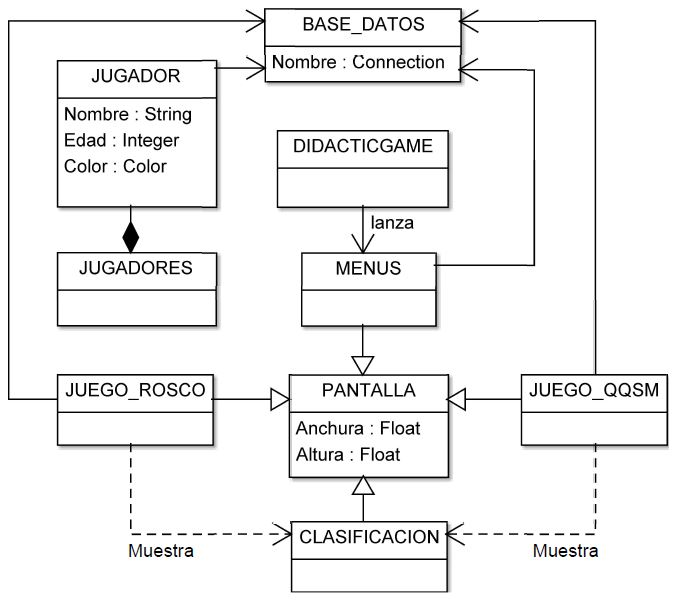 BASE_DATOS
Nombre : Connection
JUGADOR
Nombre : String
Edad : Integer
Color : Color
DIDACTICGAME
lanza
JUGADORES
MENUS
JUEGO_ROSCO
PANTALLA
Anchura : Float
Altura : Float
JUEGO_QQSM
CLASIFICACION
Muestra
Muestra